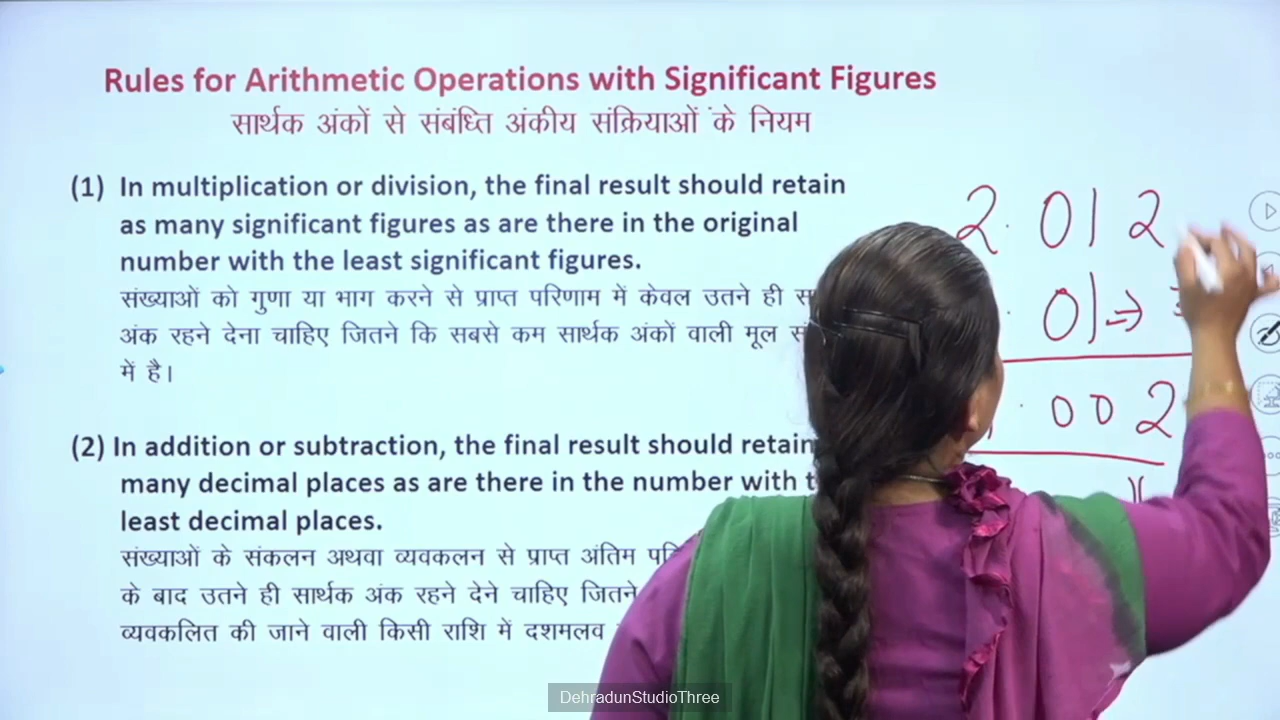 Rules for Arithmetic Operations with Significant Figures
सार्थक अंकों से संबंध्ति अंकीय संक्रियाओं के नियम
(1) In multiplication or division, the final result should retain
as many significant figures as are there in the original
number with the least significant figures.
संख्याओं को गुणा या भाग करने से प्राप्त परिणाम में केवल उतने ही
अंक रहने देना चाहिए जितने कि सबसे कम सार्थक अंकों वाली मूल
में है।
(2) In addition or subtraction, the final result should retain
many decimal places as are there in the number with
least decimal places.
संख्याओं के संकलन अथवा व्यवकलन से प्राप्त अंतिम
के बाद उतने ही सार्थक अंक रहने देने चाहिए जितने
व्यवकलित की जाने वाली किसी राशि में दशमलव
2.012
.01 =>
.002
DehradunStudioThree